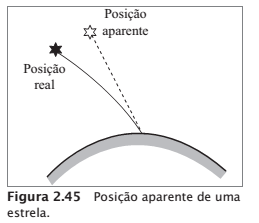 Posição
aparente
Posição
real
Figura 2.45 Posição aparente de uma
estrela.